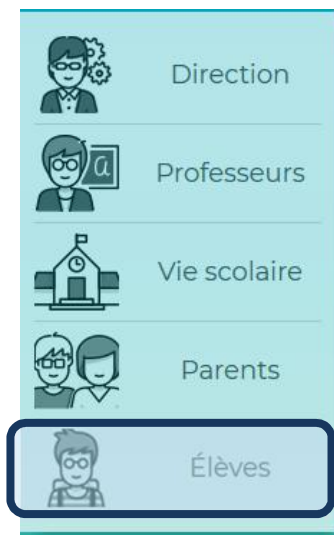 Direction
Professeurs
a
Vie scolaire
Parents
Élèves